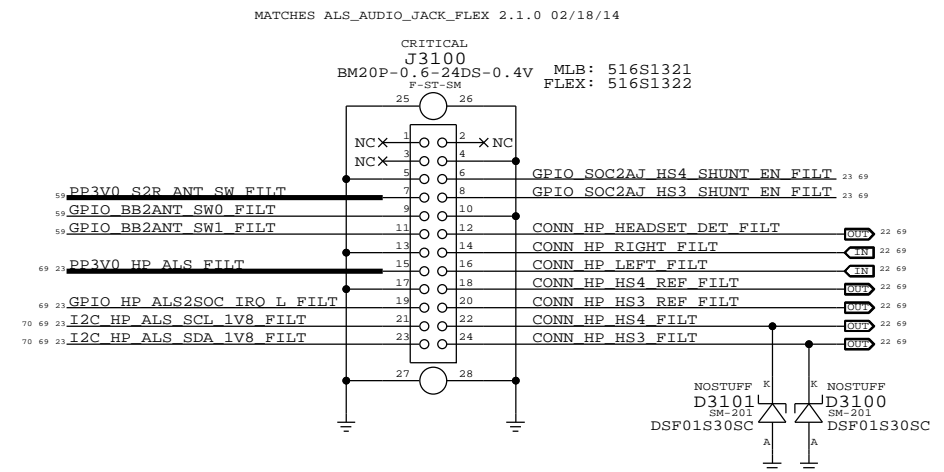 MATCHES ALS_AUDIO_JACK_FLEX 2.1.0 02/18/14
CRITICAL
J3100
BM20P-0.6-24DS-0.4V
F-ST-SM
MLB: 516S1321
FLEX: 516S1322
25 26
NC 1 2 NC
NC 3 4
5 6 GPIO_SOC2AJ_HS4_SHUNT_EN_FILT 23 69
59 PP3V0_S2R_ANT_SW_FILT 7 8 GPIO_SOC2AJ_HS3_SHUNT_EN_FILT 23 69
59 GPIO_BB2ANT_SW0_FILT 9 10
59 GPIO_BB2ANT_SW1_FILT 11 12 CONN_HP_HEADSET_DET_FILT OUT 22 69
13 14 CONN_HP_RIGHT_FILT IN 22 69
69 23 PP3V0_HP_ALS_FILT 15 16 CONN_HP_LEFT_FILT IN 22 69
17 18 CONN_HP_HS4_REF_FILT OUT 22 69
69 23 GPIO_HP_ALS2SOC_IRQ_L_FILT 19 20 CONN_HP_HS3_REF_FILT OUT 22 69
70 69 23 I2C_HP_ALS_SCL_1V8_FILT 21 22 CONN_HP_HS4_FILT OUT 22 69
70 69 23 I2C_HP_ALS_SDA_1V8_FILT 23 24 CONN_HP_HS3_FILT OUT 22 69
27 28
NOSTUFF K K NOSTUFF
D3101 D3100
SM-201 SM-201
DSF01S30SC DSF01S30SC
A A